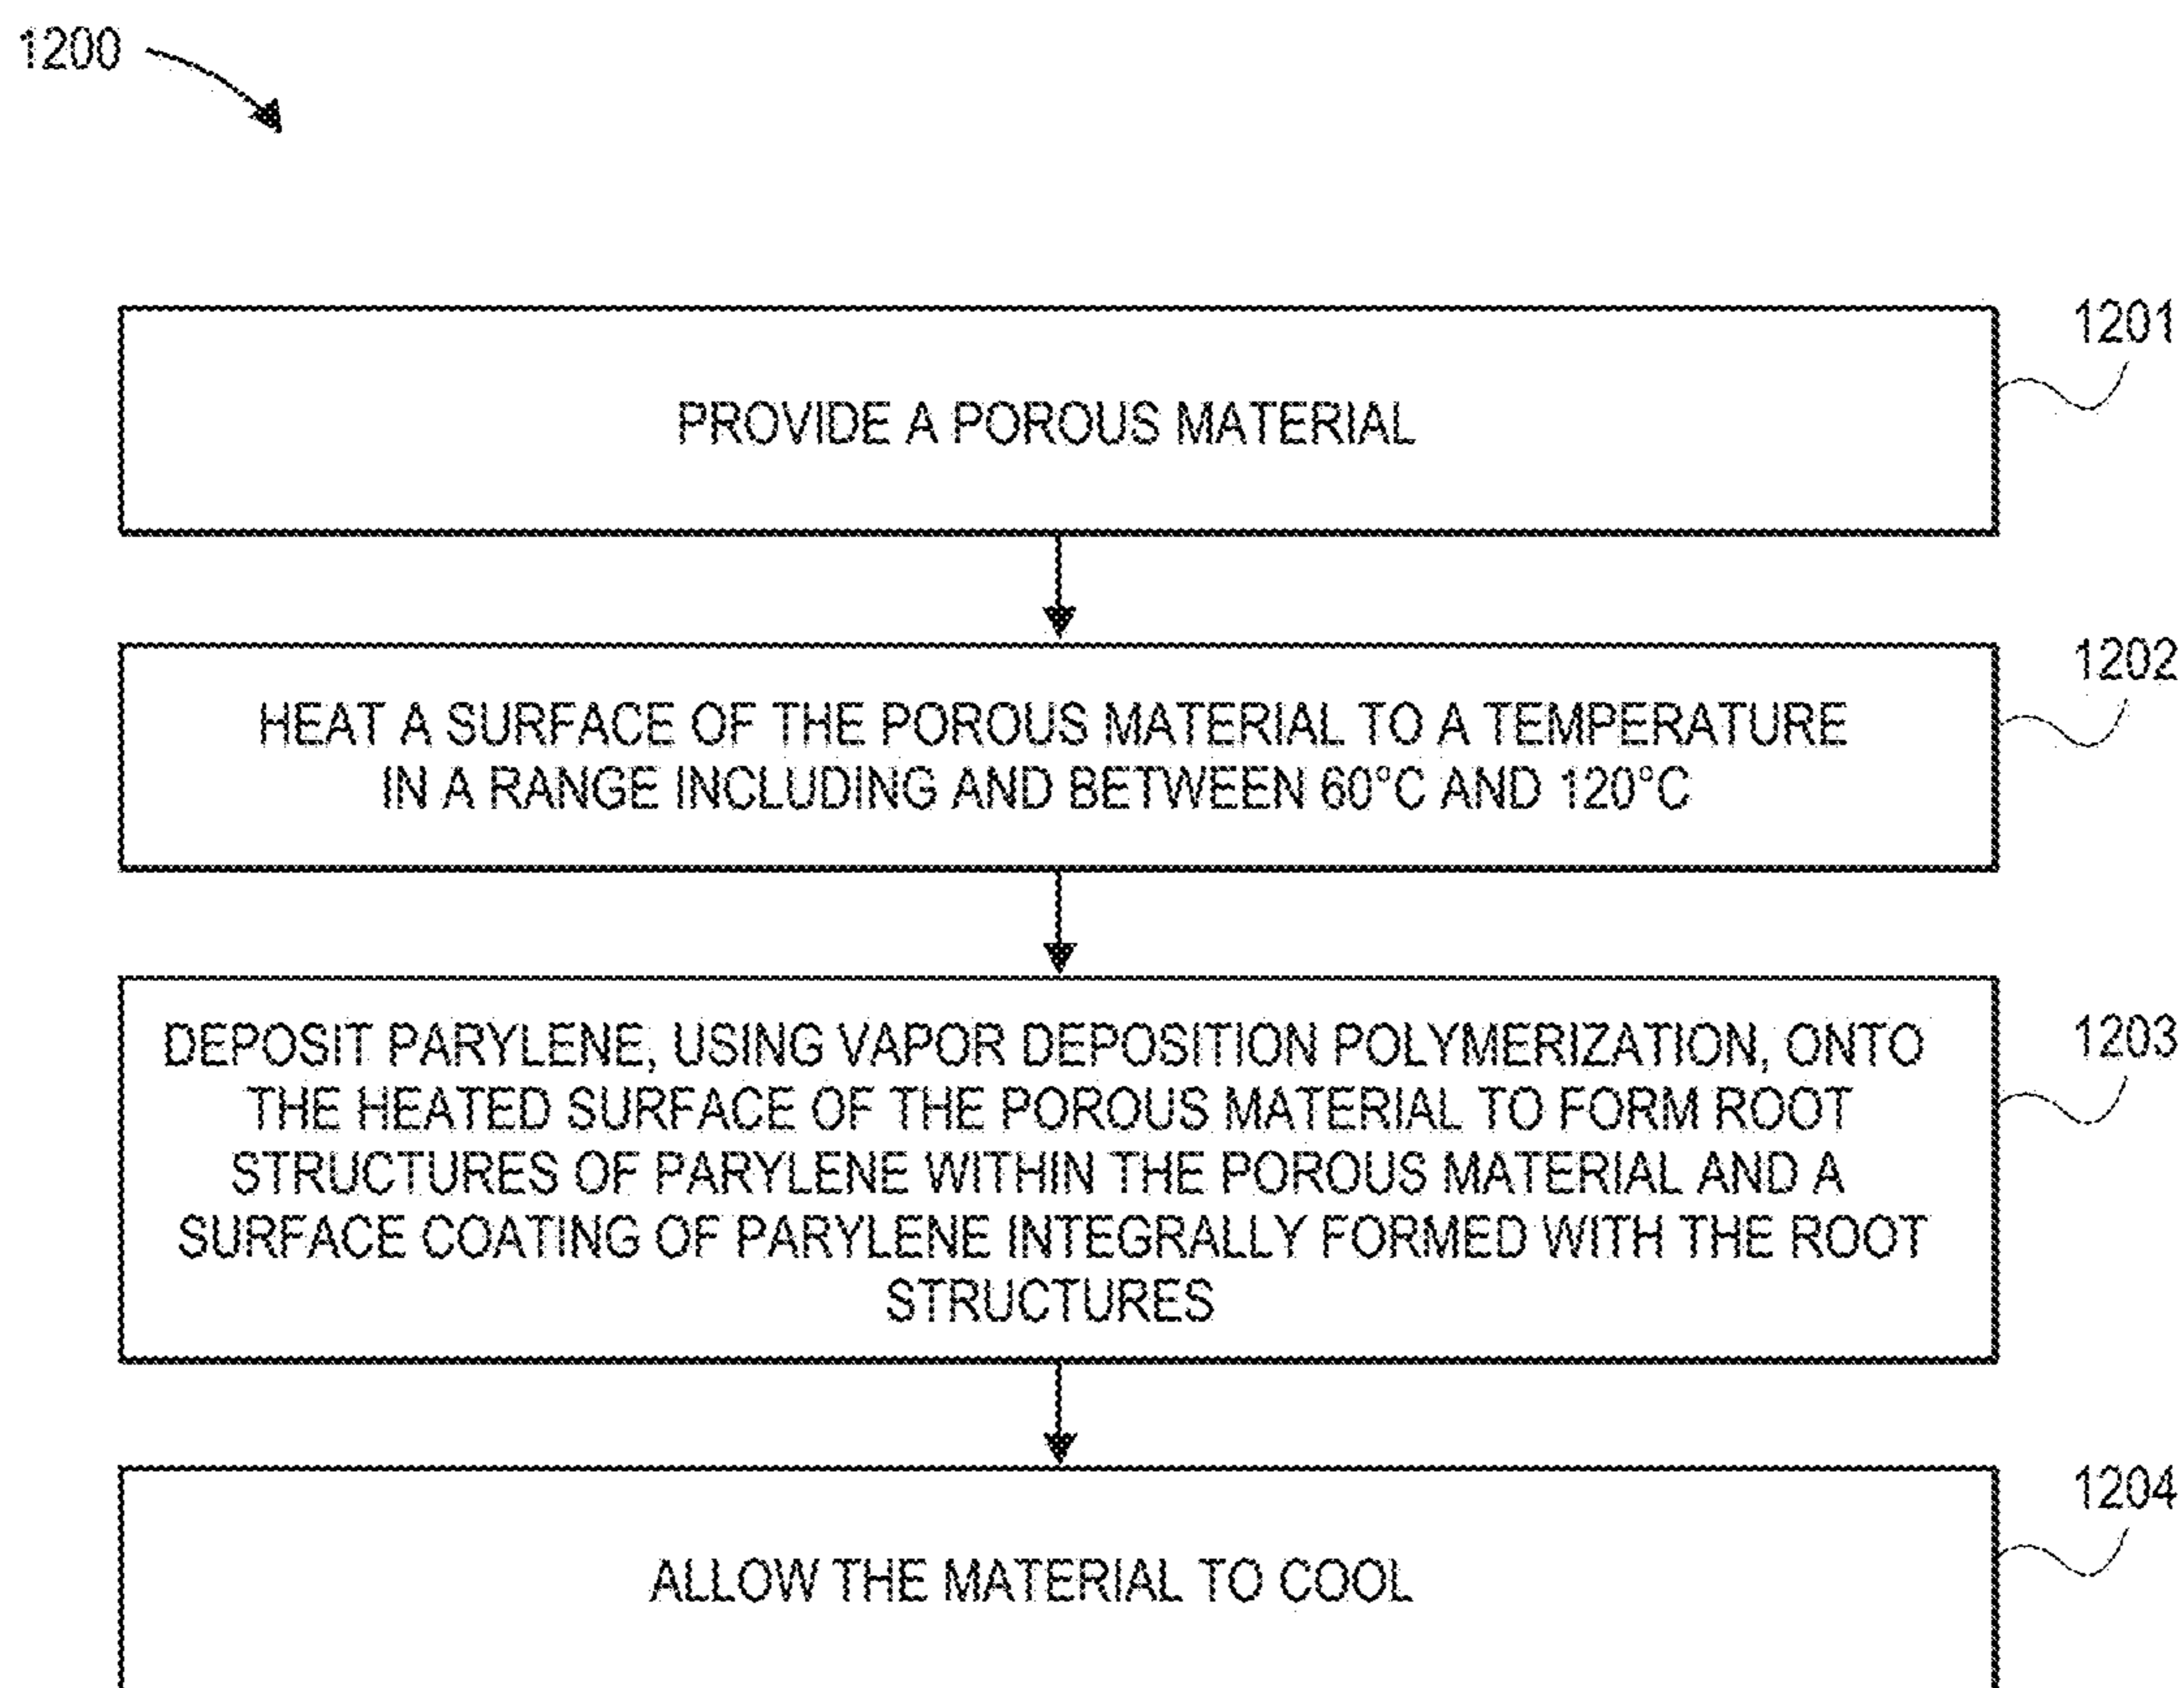 1200
1201
PROVIDE A POROUS MATERIAL
1202
HEAT A SURFACE OF THE POROUS MATERIAL TO A TEMPERATURE
IN A RANGE INCLUDING AND BETWEEN 60°C AND 120°C
1203
DEPOSIT PARYLENE, USING VAPOR DEPOSITION POLYMERIZATION, ONTO
THE HEATED SURFACE OF THE POROUS MATERIAL TO FORM ROOT
STRUCTURES OF PARYLENE WITHIN THE POROUS MATERIAL AND A
SURFACE COATING OF PARYLENE INTEGRALLY FORMED WITH THE ROOT
STRUCTURES
1204
ALLOW THE MATERIAL TO COOL